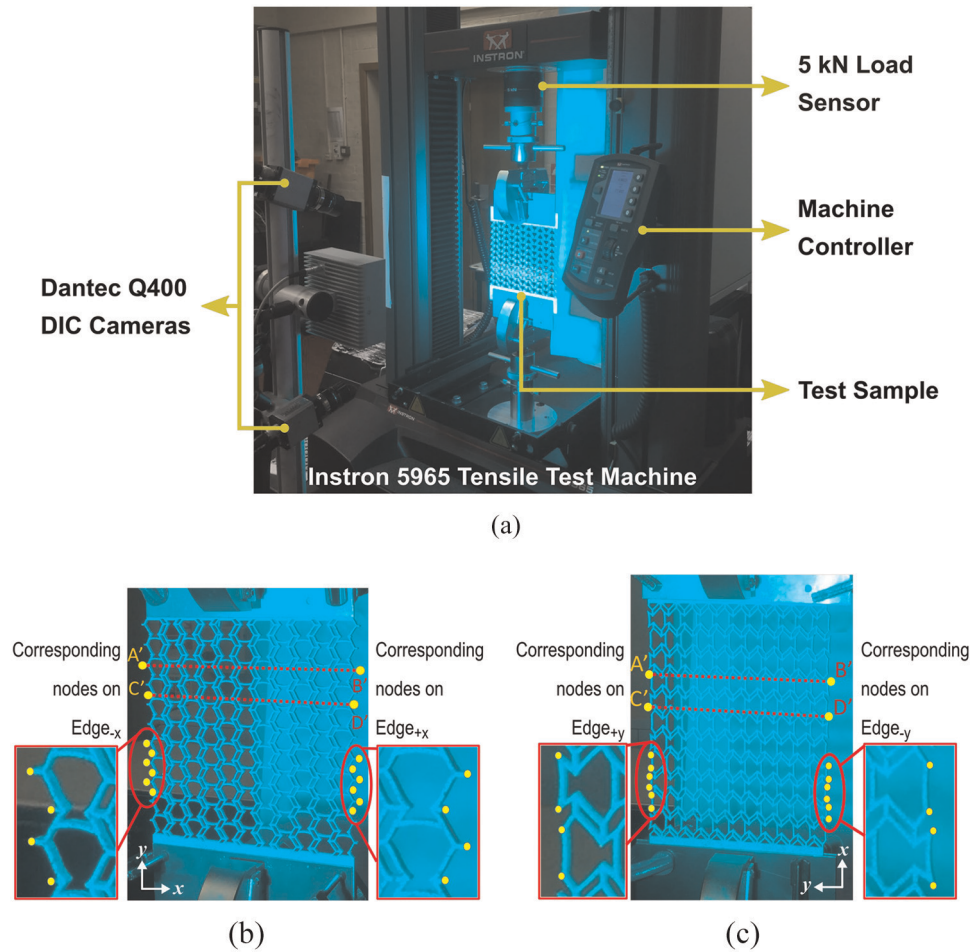 INSTRON
5 kN Load
Sensor
Machine
Controller
Dantec Q400
DIC Cameras
Test Sample
INSTRON
Instron 5965 Tensile Test Machine
(a)
Corresponding
nodes on
Edge-x
A'
B'
C'
D'
Corresponding
nodes on
Edge+x
y
x
(b)
Corresponding
nodes on
Edge+y
A'
B'
C'
D'
Corresponding
nodes on
Edge-y
x
y
(c)